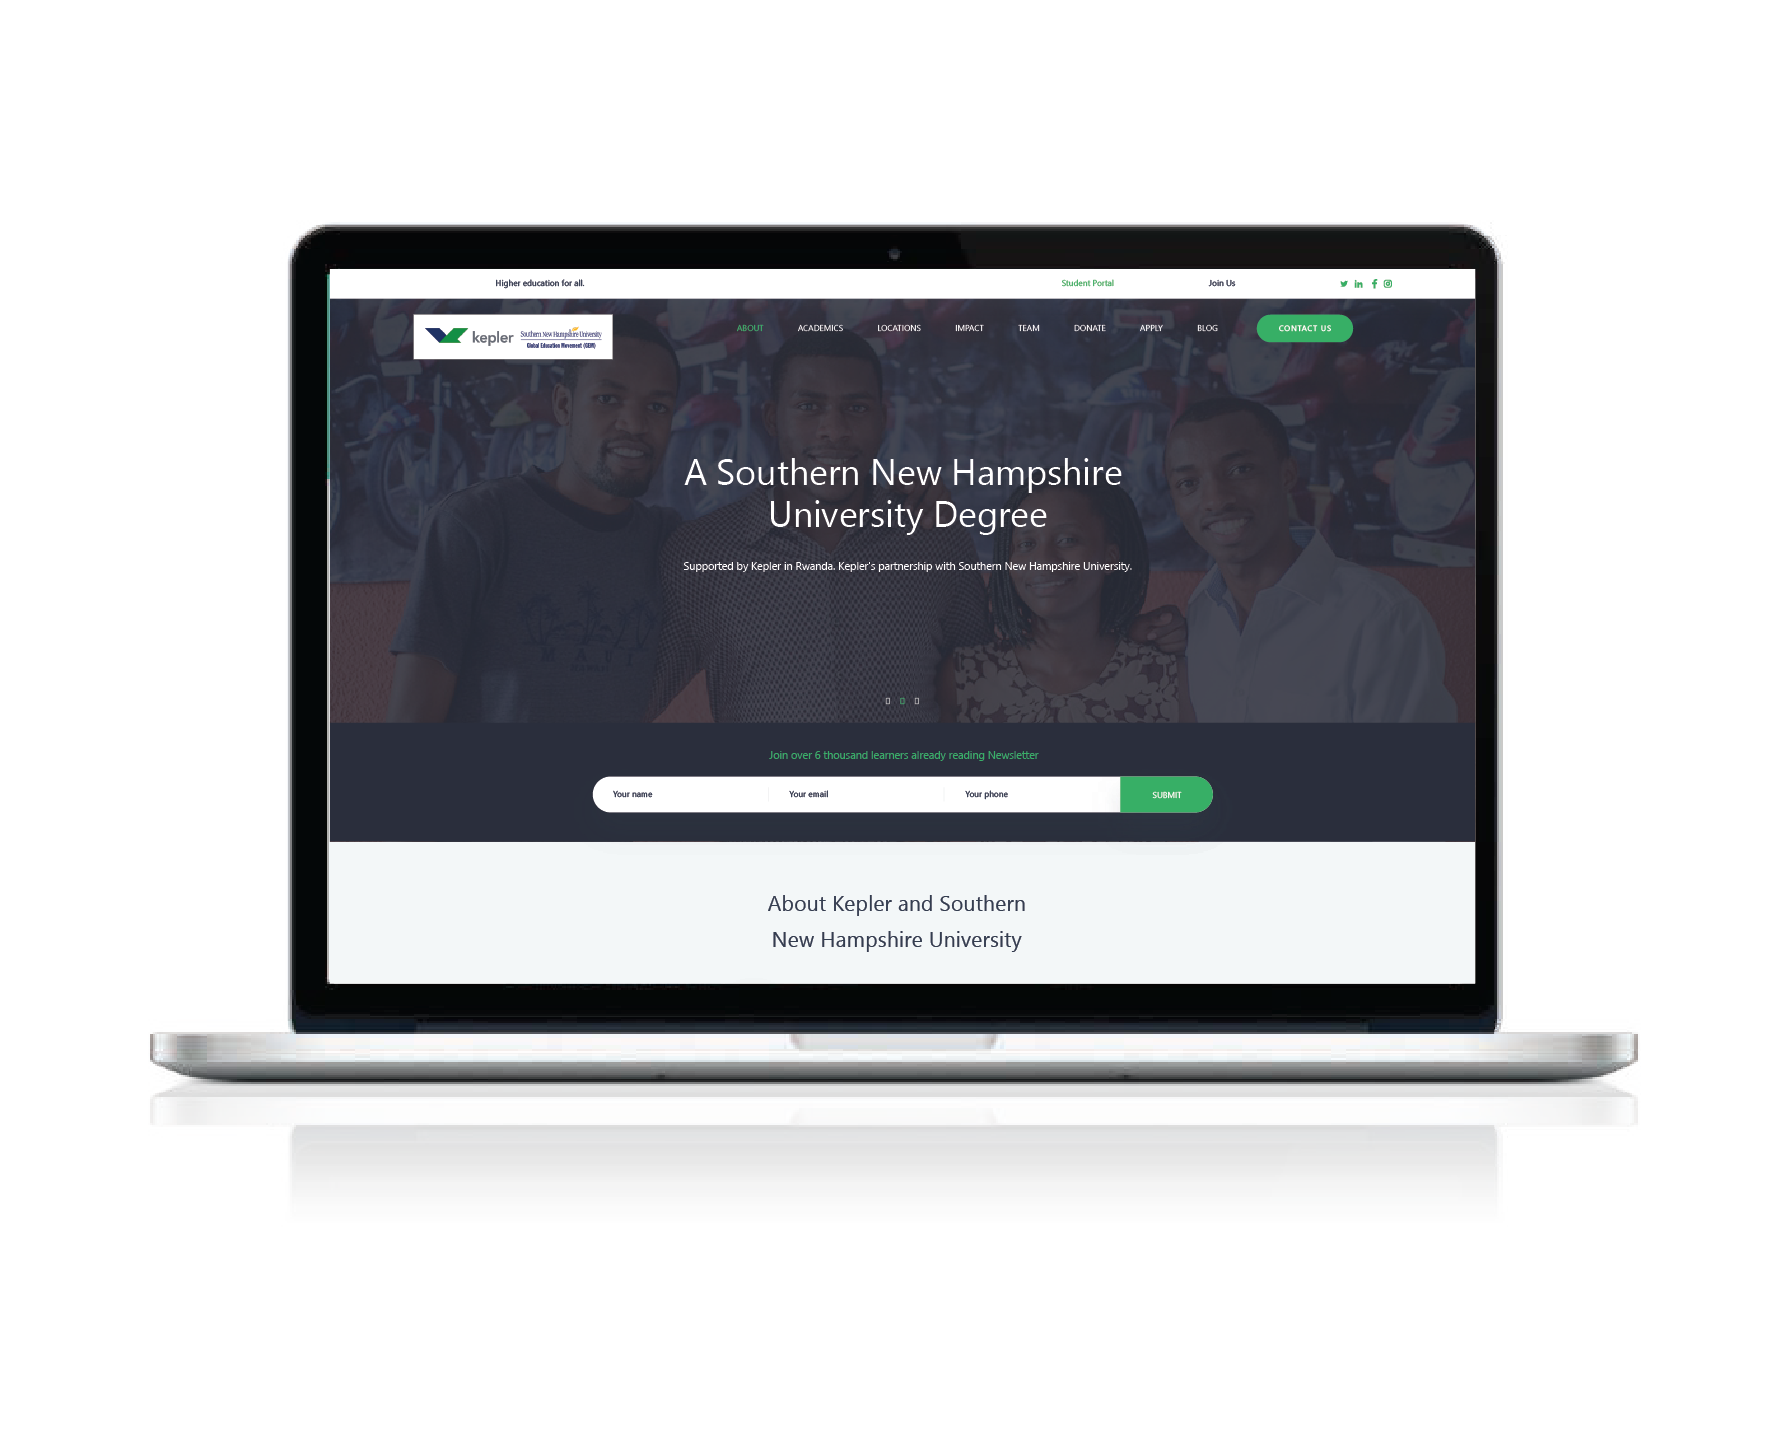 Higher education for all.
Student Portal
Join Us
kepler
Southern New Hampshire University
Global Education Movement (GEM)
ABOUT
ACADEMICS
LOCATIONS
IMPACT
TEAM
DONATE
APPLY
BLOG
CONTACT US
A Southern New Hampshire
University Degree
Supported by Kepler in Rwanda. Kepler's partnership with Southern New Hampshire University.
MAUI
Join over 6 thousand learners already reading Newsletter
Your name
Your email
Your phone
SUBMIT
About Kepler and Southern
New Hampshire University